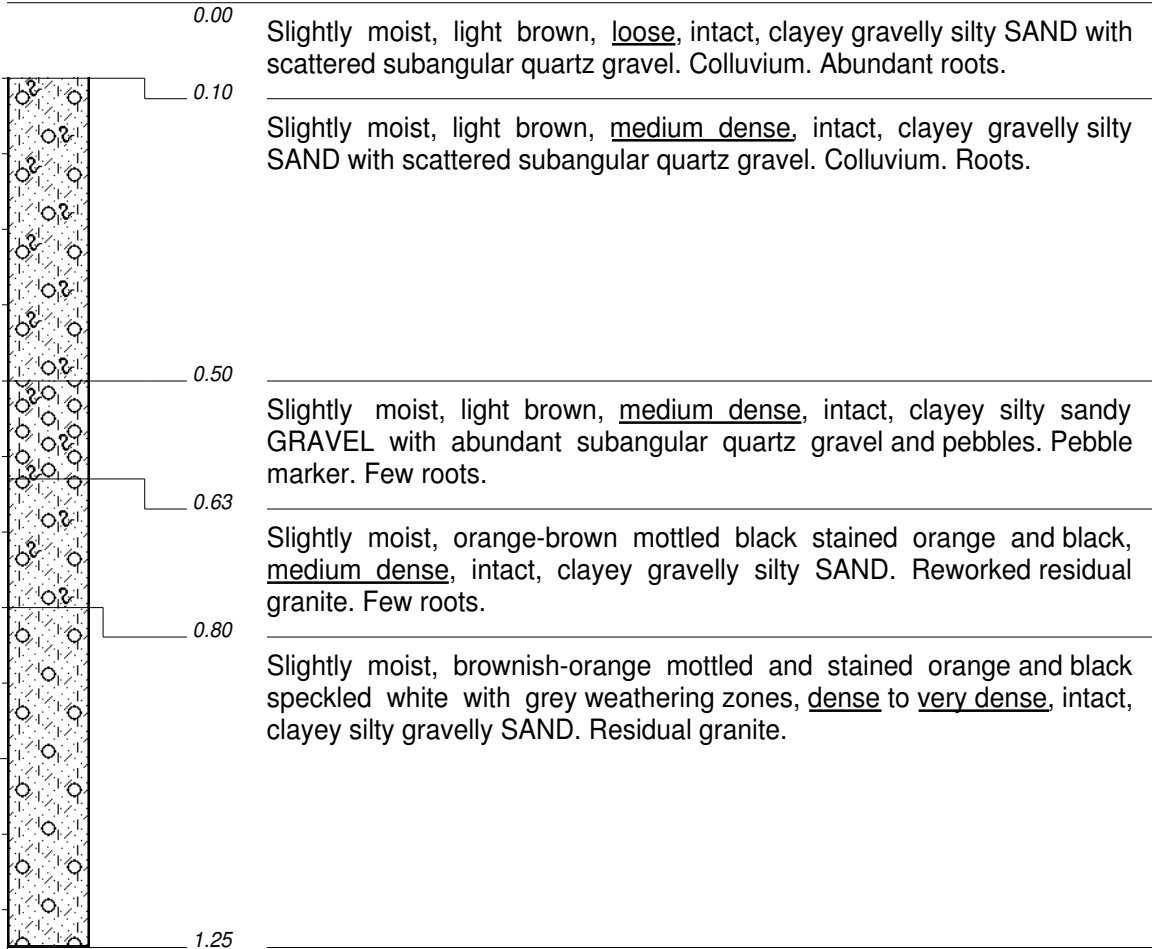 0.00
Slightly moist, light brown, loose, intact, clayey gravelly silty SAND with
scattered subangular quartz gravel. Colluvium. Abundant roots.
0.10
Slightly moist, light brown, medium dense, intact, clayey gravelly silty
SAND with scattered subangular quartz gravel. Colluvium. Roots.
0.50
Slightly moist, light brown, medium dense, intact, clayey silty sandy
GRAVEL with abundant subangular quartz gravel and pebbles. Pebble
marker. Few roots.
0.63
Slightly moist, orange-brown mottled black stained orange and black,
medium dense, intact, clayey gravelly silty SAND. Reworked residual
granite. Few roots.
0.80
Slightly moist, brownish-orange mottled and stained orange and black
speckled white with grey weathering zones, dense to very dense, intact,
clayey silty gravelly SAND. Residual granite.
1.25